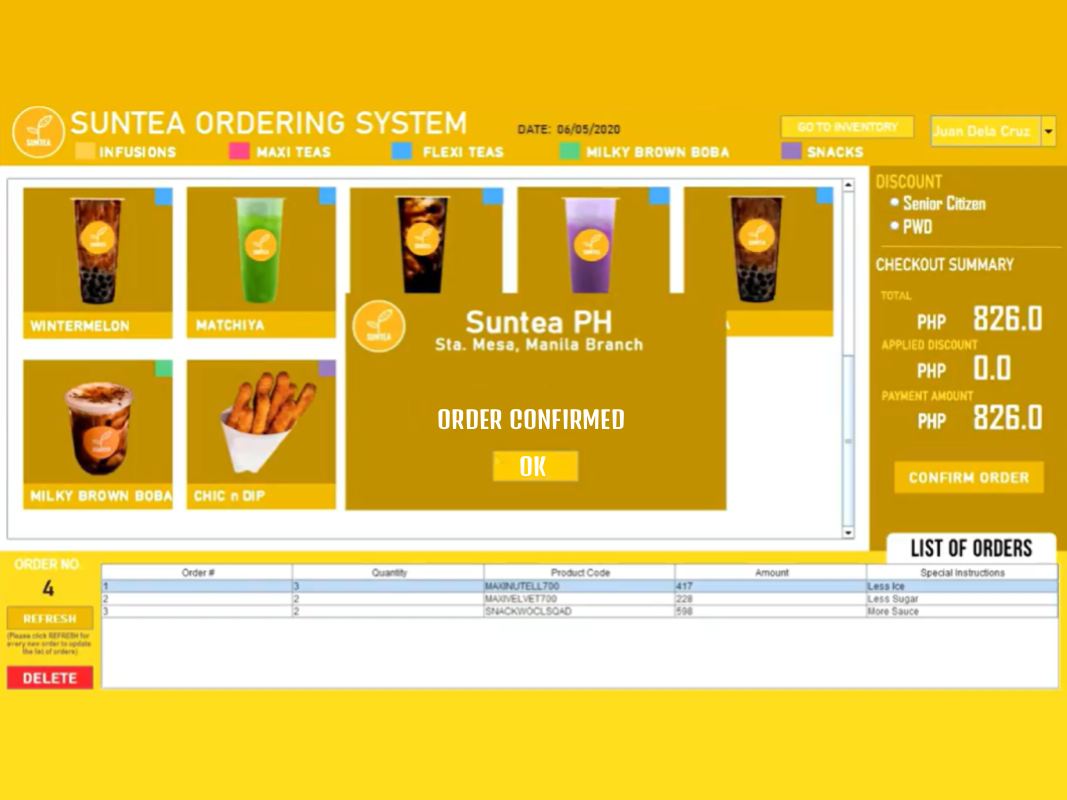 SUNTEA ORDERING SYSTEM
DATE: 06/05/2020
GO TO INVENTORY
Juan Dela Cruz
SUNTEA
INFUSIONS
MAXI TEAS
FLEXI TEAS
MILKY BROWN BOBA
SNACKS
WINTERMELON
MATCHIYA
MILKY BROWN BOBA
CHIC n DIP
SUNTEA
Suntea PH
Sta. Mesa, Manila Branch
ORDER CONFIRMED
OK
DISCOUNT
Senior Citizen
PWD
CHECKOUT SUMMARY
TOTAL
PHP 826.0
APPLIED DISCOUNT
PHP 0.0
PAYMENT AMOUNT
PHP 826.0
CONFIRM ORDER
LIST OF ORDERS
ORDER NO.
4
REFRESH
(Please click REFRESH for
every new order to update
the list of orders)
DELETE
Order # Quantity Product Code Amount Special Instructions
1 3 MAXINUTELL700 417 Less Ice
2 2 MAXIVELVET700 228 Less Sugar
3 2 SNACKWOCLSQAD 598 More Sauce